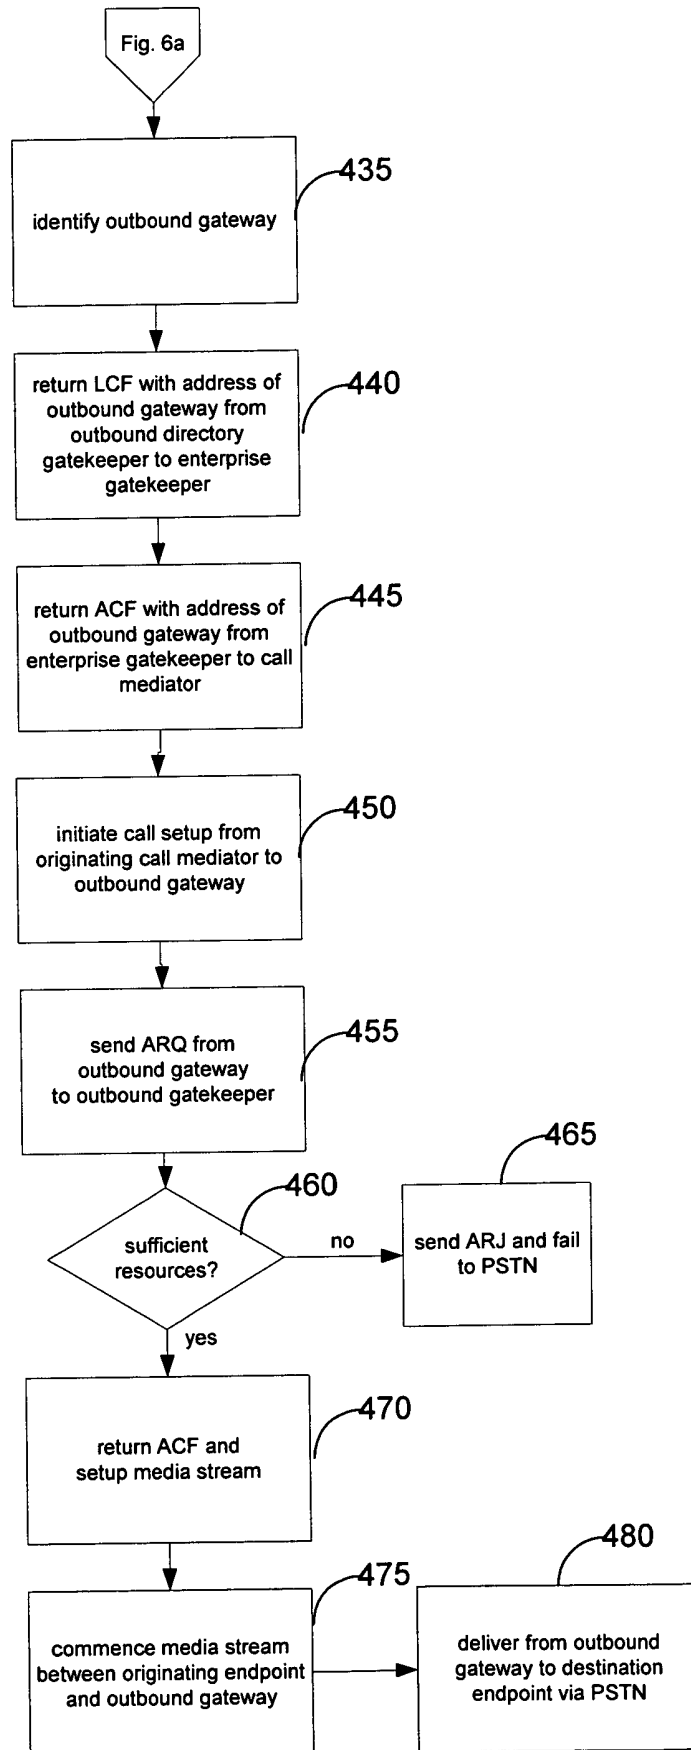 Fig. 6a
435
identify outbound gateway
return LCF with address of
outbound gateway from
outbound directory
gatekeeper to enterprise
gatekeeper
440
return ACF with address of
outbound gateway from
enterprise gatekeeper to call
mediator
445
initiate call setup from
originating call mediator to
outbound gateway
450
send ARQ from
outbound gateway
to outbound gatekeeper
455
460
sufficient
resources?
no
465
send ARJ and fail
to PSTN
yes
return ACF and
setup media stream
470
475
commence media stream
between originating endpoint
and outbound gateway
480
deliver from outbound
gateway to destination
endpoint via PSTN